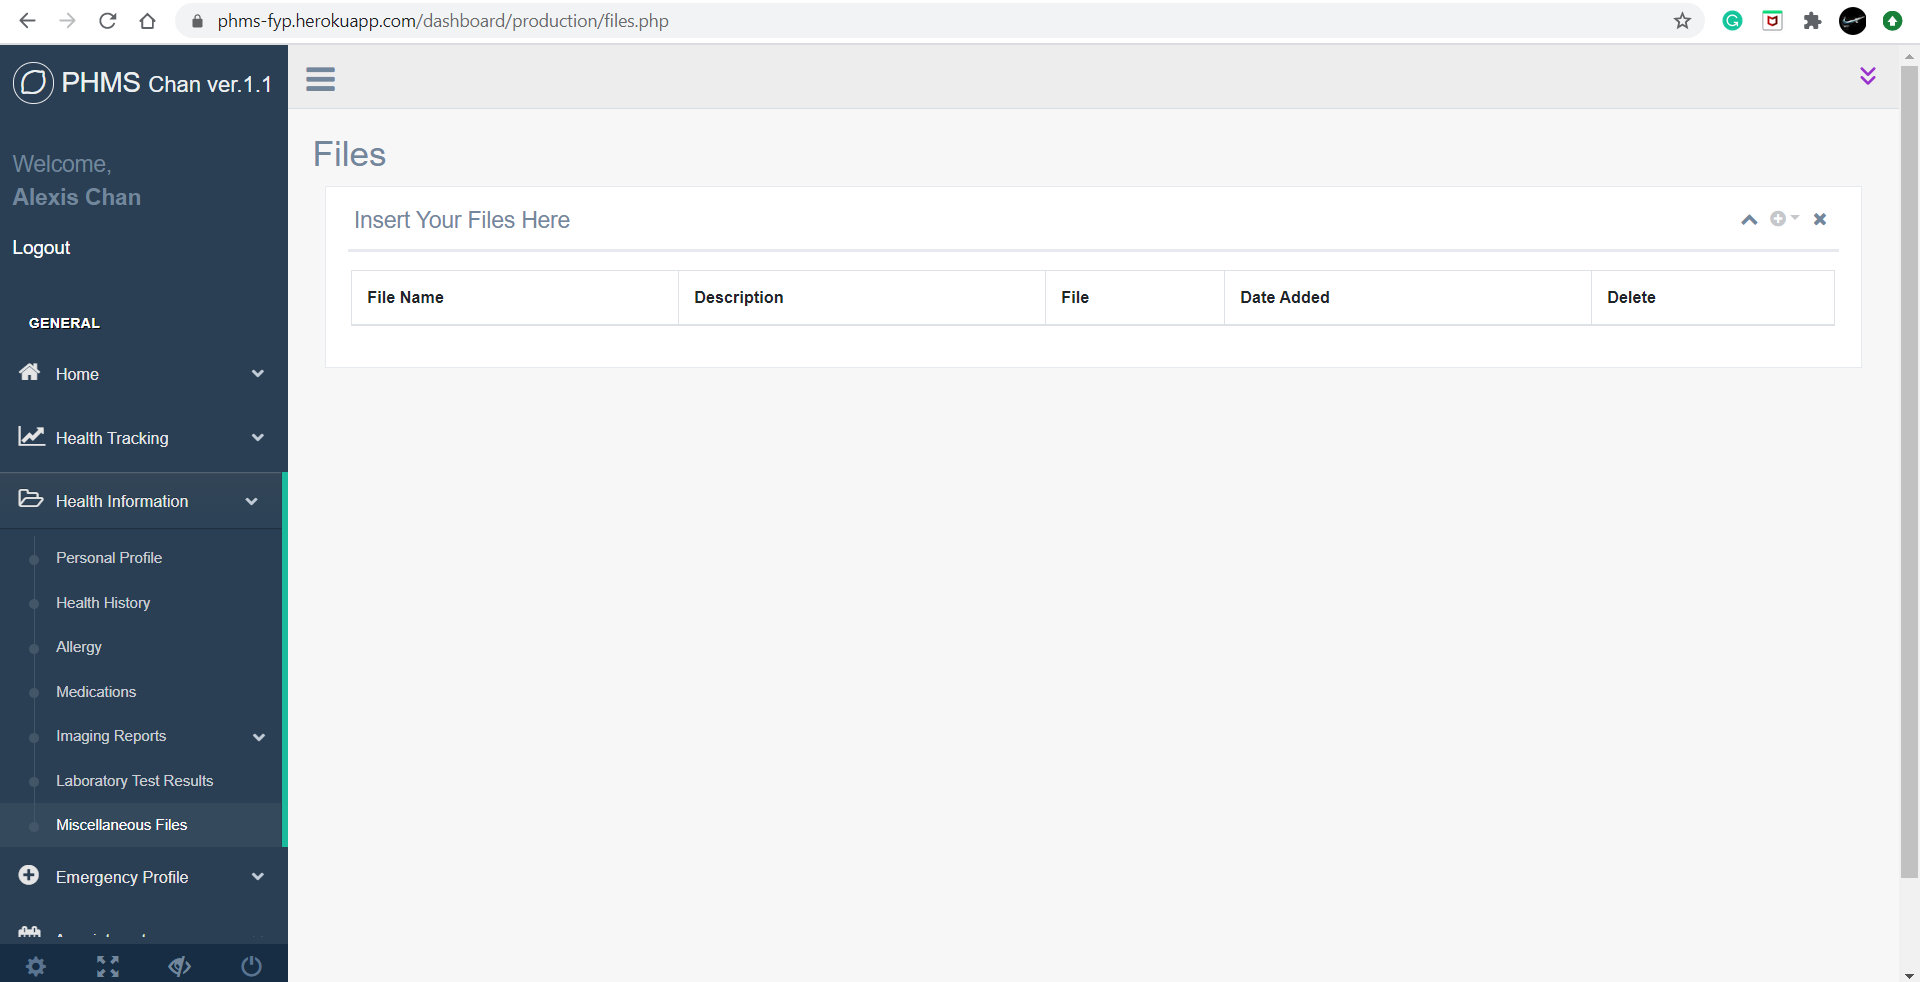 phms-fyp.herokuapp.com/dashboard/production/files.php
PHMS Chan ver.1.1
Welcome,
Alexis Chan
Logout
GENERAL
Home
Health Tracking
Health Information
Personal Profile
Health History
Allergy
Medications
Imaging Reports
Laboratory Test Results
Miscellaneous Files
Emergency Profile
Files
Insert Your Files Here
File Name Description File Date Added Delete